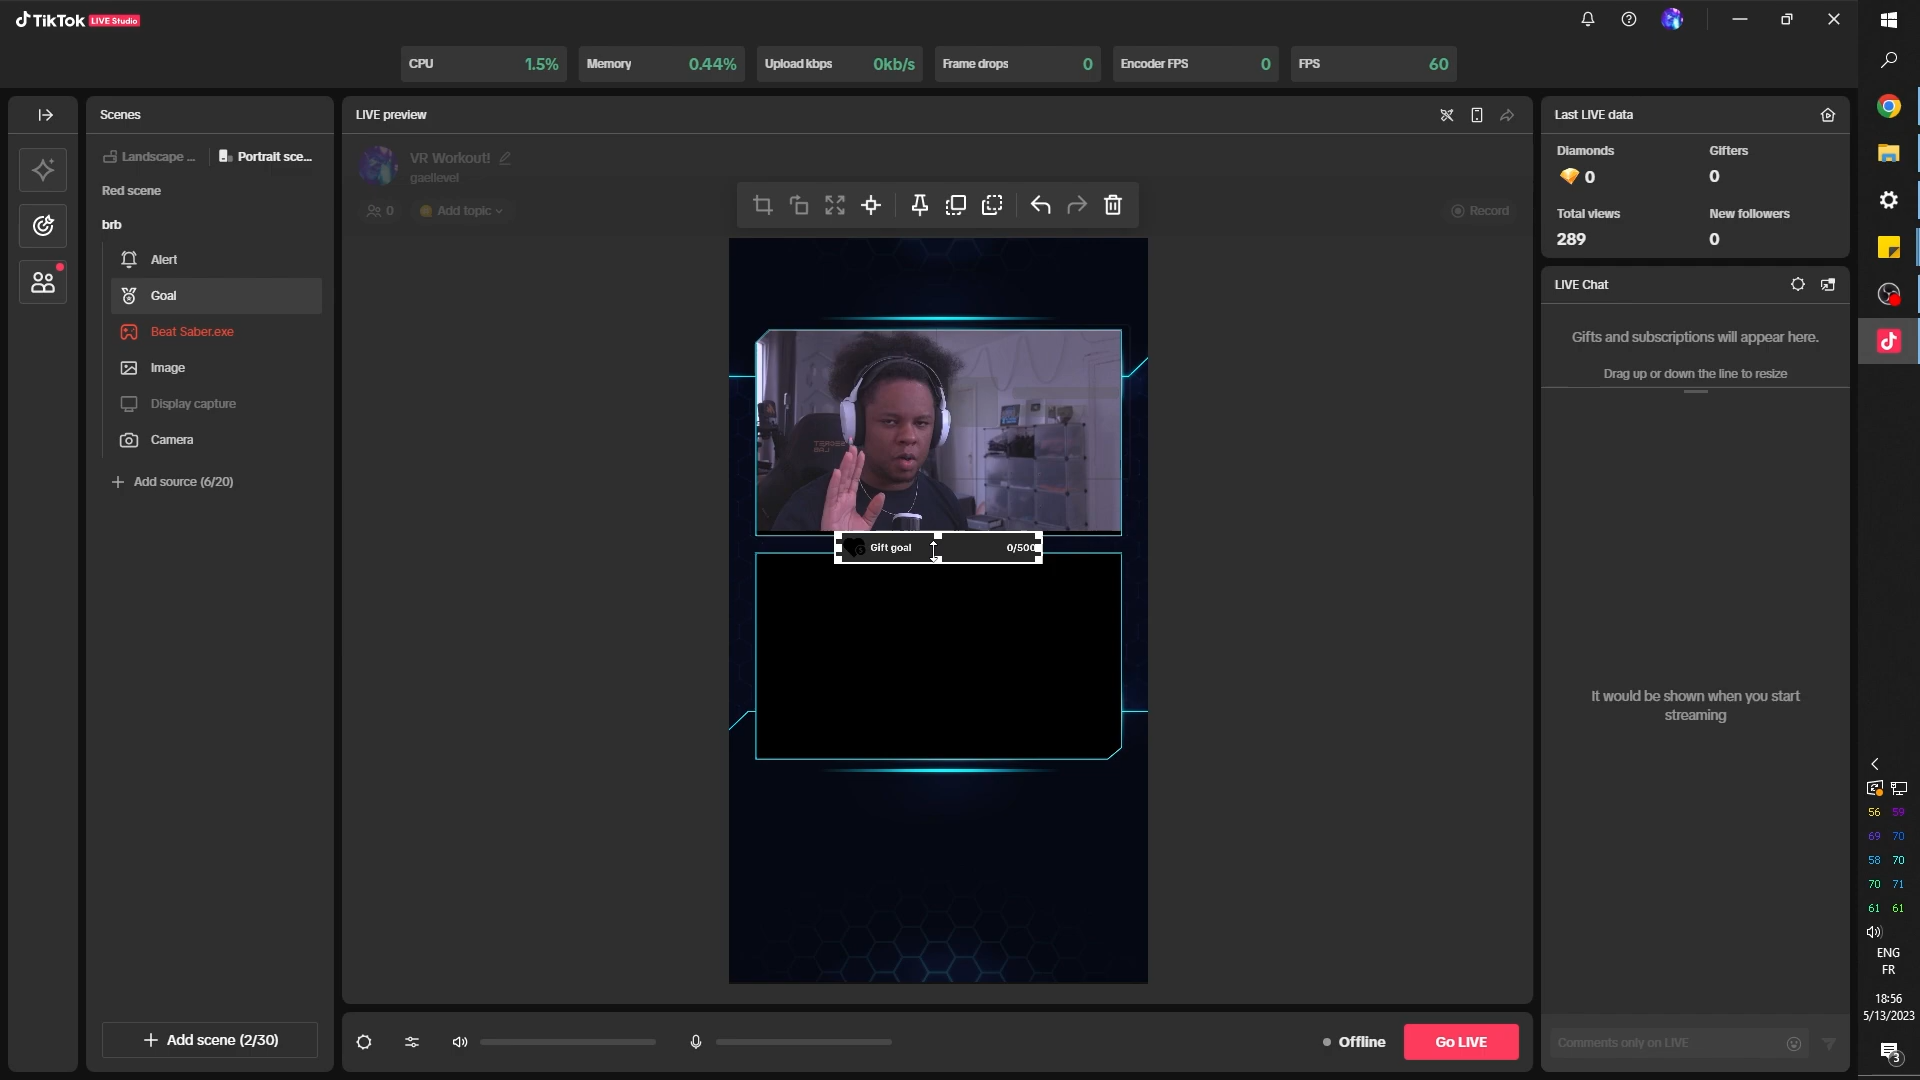 TikTok LIVE Studio
CPU 1.5%
Memory 0.44%
Upload kbps 0kb/s
Frame drops 0
Encoder FPS 0
FPS 60
Scenes
Landscape ...
Portrait sce...
Red scene
brb
Alert
Goal
Beat Saber.exe
Image
Display capture
Camera
Add source (6/20)
Add scene (2/30)
LIVE preview
VR Workout!
gaellevel
0
Add topic
Record
Gift goal 0/500
Offline
Go LIVE
Last LIVE data
Diamonds Gifters
0 0
Total views New followers
289 0
LIVE Chat
Gifts and subscriptions will appear here.
Drag up or down the line to resize
It would be shown when you start
streaming
Comments only on LIVE
56 59
69 70
58 70
70 71
61 61
ENG
FR
18:56
5/13/2023
3